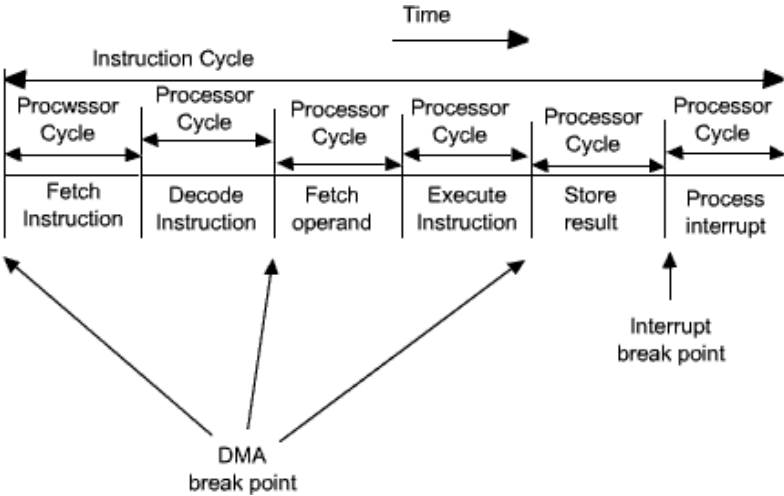 Time
Instruction Cycle
Procwssor
Cycle
Processor
Cycle
Processor
Cycle
Processor
Cycle
Processor
Cycle
Processor
Cycle
Fetch
Instruction
Decode
Instruction
Fetch
operand
Execute
Instruction
Store
result
Process
interrupt
Interrupt
break point
DMA
break point